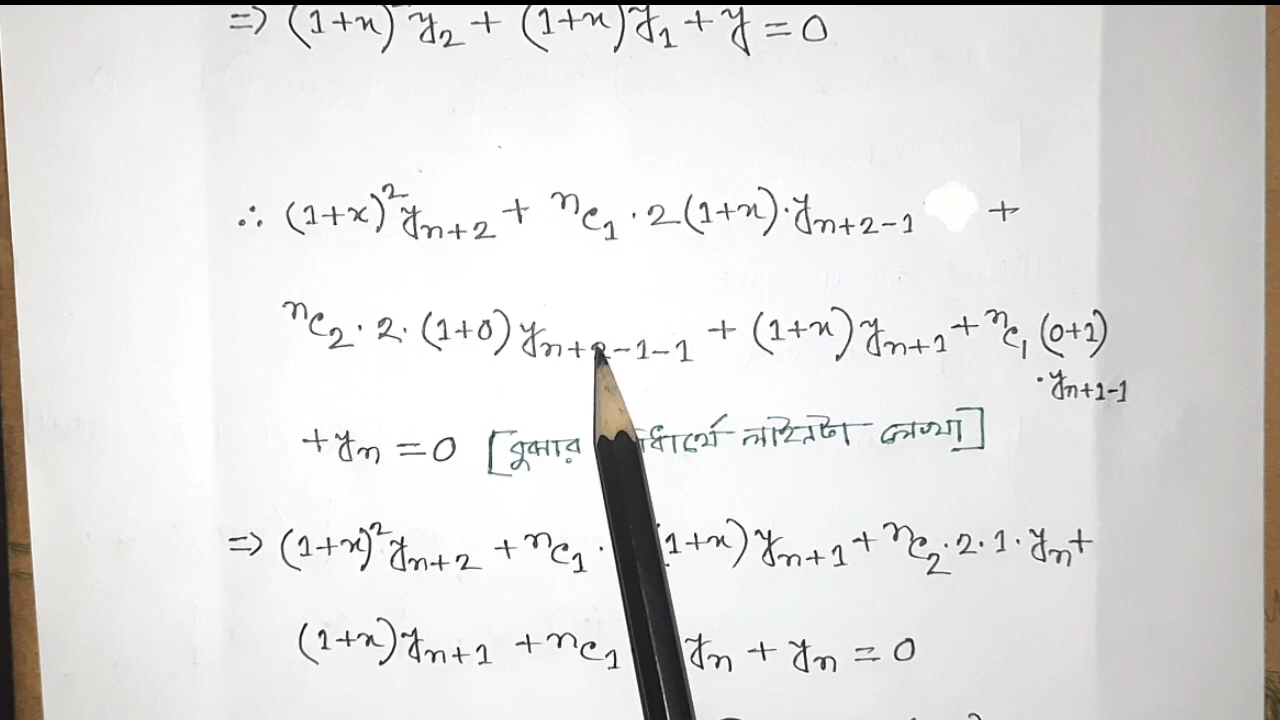 => (1+x)² y₂ + (1+x)y₁ + y = 0
∴ (1+x)² yₙ₊₂ + ⁿc₁ · 2(1+x)·yₙ₊₂₋₁ +
ⁿc₂ · 2 · (1+0) yₙ₊₂₋₁₋₁ + (1+x) yₙ₊₁ + ⁿc₁ (0+1)
· yₙ₊₁₋₁
+ yₙ = 0 [বুঝার লাইনটা লেখা]
=> (1+x)² yₙ₊₂ + ⁿc₁ · (1+x) yₙ₊₁ + ⁿc₂ · 2 · 1 · yₙ +
(1+x) yₙ₊₁ + ⁿc₁ yₙ + yₙ = 0